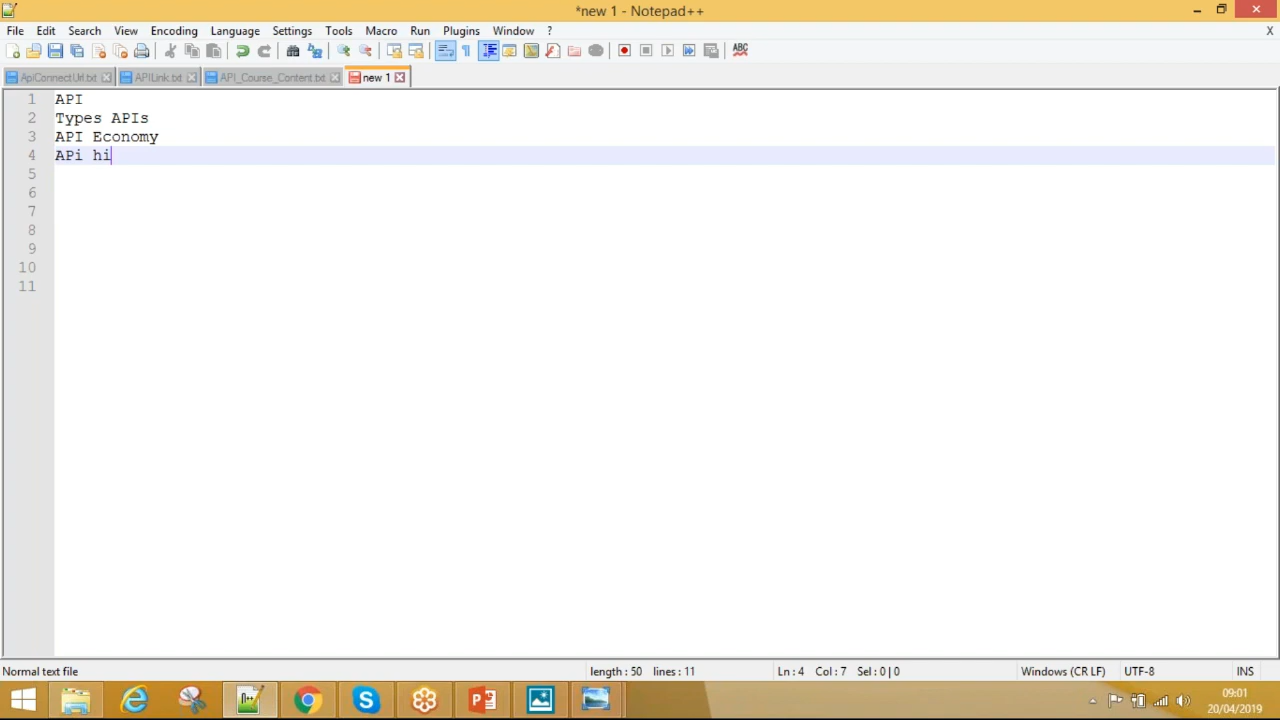 *new 1 - Notepad++
File Edit Search View Encoding Language Settings Tools Macro Run Plugins Window ? X
ABC
ApiConnectUrl.txt APILink.txt API_Course_Content.txt new 1
1 API
2 Types APIs
3 API Economy
4 APi hi
5
6
7
8
9
10
11
Normal text file length : 50 lines : 11 Ln : 4 Col : 7 Sel : 0 | 0 Windows (CR LF) UTF-8 INS
09:01
20/04/2019